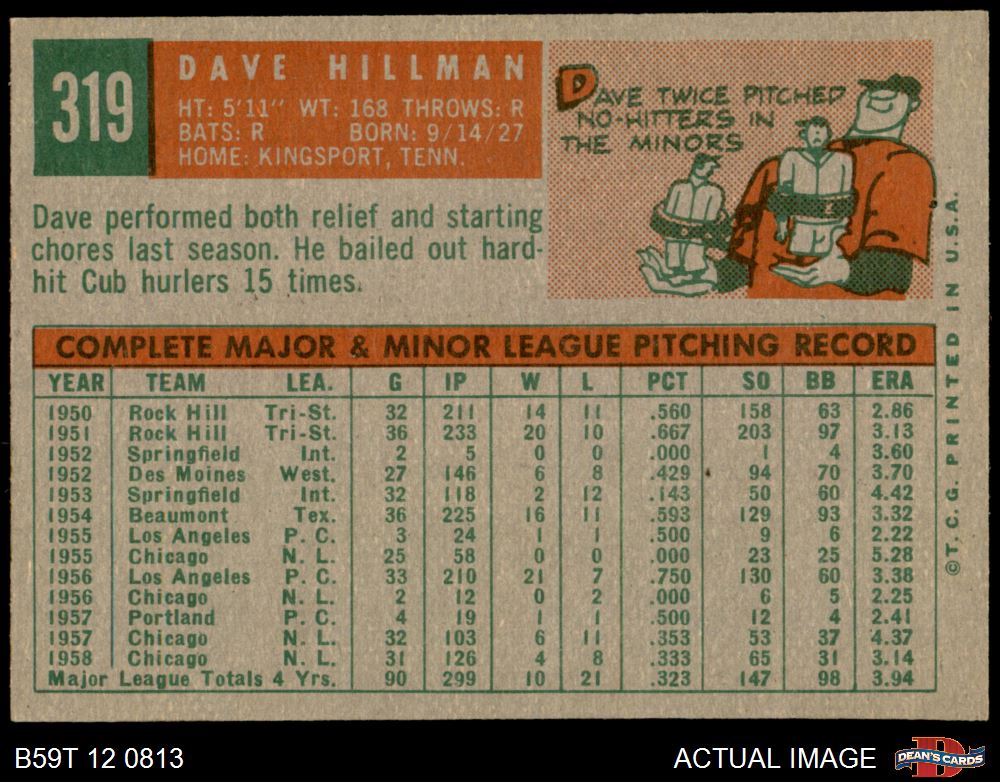 319
DAVE HILLMAN
HT: 5'11" WT: 168 THROWS: R
BATS: R BORN: 9/14/27
HOME: KINGSPORT, TENN.
DAVE TWICE PITCHED
NO-HITTERS IN
THE MINORS
Dave performed both relief and starting
chores last season. He bailed out hard-
hit Cub hurlers 15 times.
COMPLETE MAJOR & MINOR LEAGUE PITCHING RECORD
YEAR TEAM LEA. G IP W L PCT SO BB ERA
1950 Rock Hill Tri-St. 32 211 14 11 .560 158 63 2.86
1951 Rock Hill Tri-St. 36 233 20 10 .667 203 97 3.13
1952 Springfield Int. 2 5 0 0 .000 1 4 3.60
1952 Des Moines West. 27 146 6 8 .429 94 70 3.70
1953 Springfield Int. 32 118 2 12 .143 50 60 4.42
1954 Beaumont Tex. 36 225 16 11 .593 129 93 3.32
1955 Los Angeles P. C. 3 24 1 1 .500 9 6 2.22
1955 Chicago N. L. 25 58 0 0 .000 23 25 5.28
1956 Los Angeles P. C. 33 210 21 7 .750 130 60 3.38
1956 Chicago N. L. 2 12 0 2 .000 6 5 2.25
1957 Portland P. C. 4 19 1 1 .500 12 4 2.41
1957 Chicago N. L. 32 103 6 11 .353 53 37 4.37
1958 Chicago N. L. 31 126 4 8 .333 65 31 3.14
Major League Totals 4 Yrs. 90 299 10 21 .323 147 98 3.94
©T. C. G. PRINTED IN U.S.A.
B59T 12 0813
ACTUAL IMAGE
D
DEAN'S CARDS